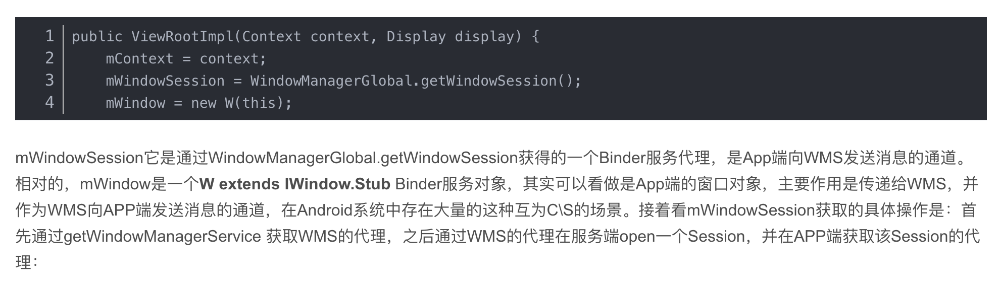 1 public ViewRootImpl(Context context, Display display) {
2     mContext = context;
3     mWindowSession = WindowManagerGlobal.getWindowSession();
4     mWindow = new W(this);
mWindowSession它是通过WindowManagerGlobal.getWindowSession获得的一个Binder服务代理，是App端向WMS发送消息的通道。
相对的，mWindow是一个W extends IWindow.Stub Binder服务对象，其实可以看做是App端的窗口对象，主要作用是传递给WMS，并
作为WMS向APP端发送消息的通道，在Android系统中存在大量的这种互为C\S的场景。接着看mWindowSession获取的具体操作是：首
先通过getWindowManagerService 获取WMS的代理，之后通过WMS的代理在服务端open一个Session，并在APP端获取该Session的代
理：